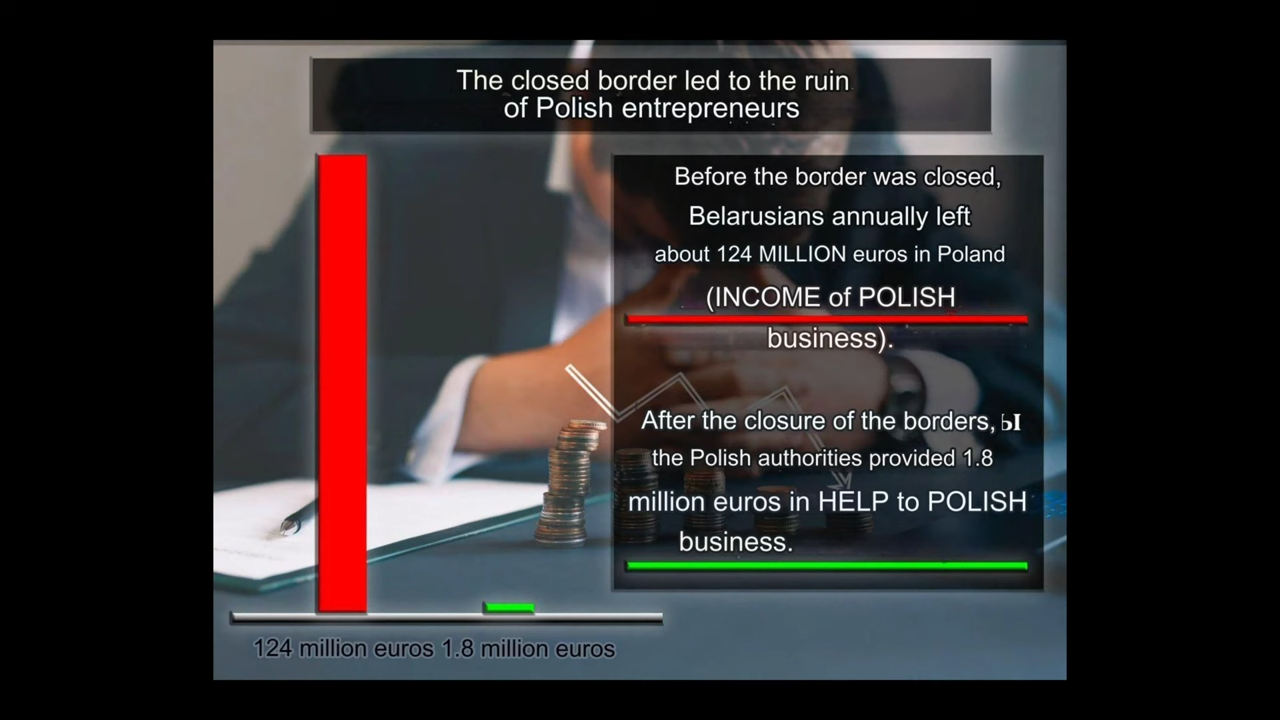 The closed border led to the ruin
of Polish entrepreneurs
Before the border was closed,
Belarusians annually left
about 124 MILLION euros in Poland
(INCOME of POLISH
business).
After the closure of the borders, ы
the Polish authorities provided 1.8
million euros in HELP to POLISH
business.
124 million euros 1.8 million euros